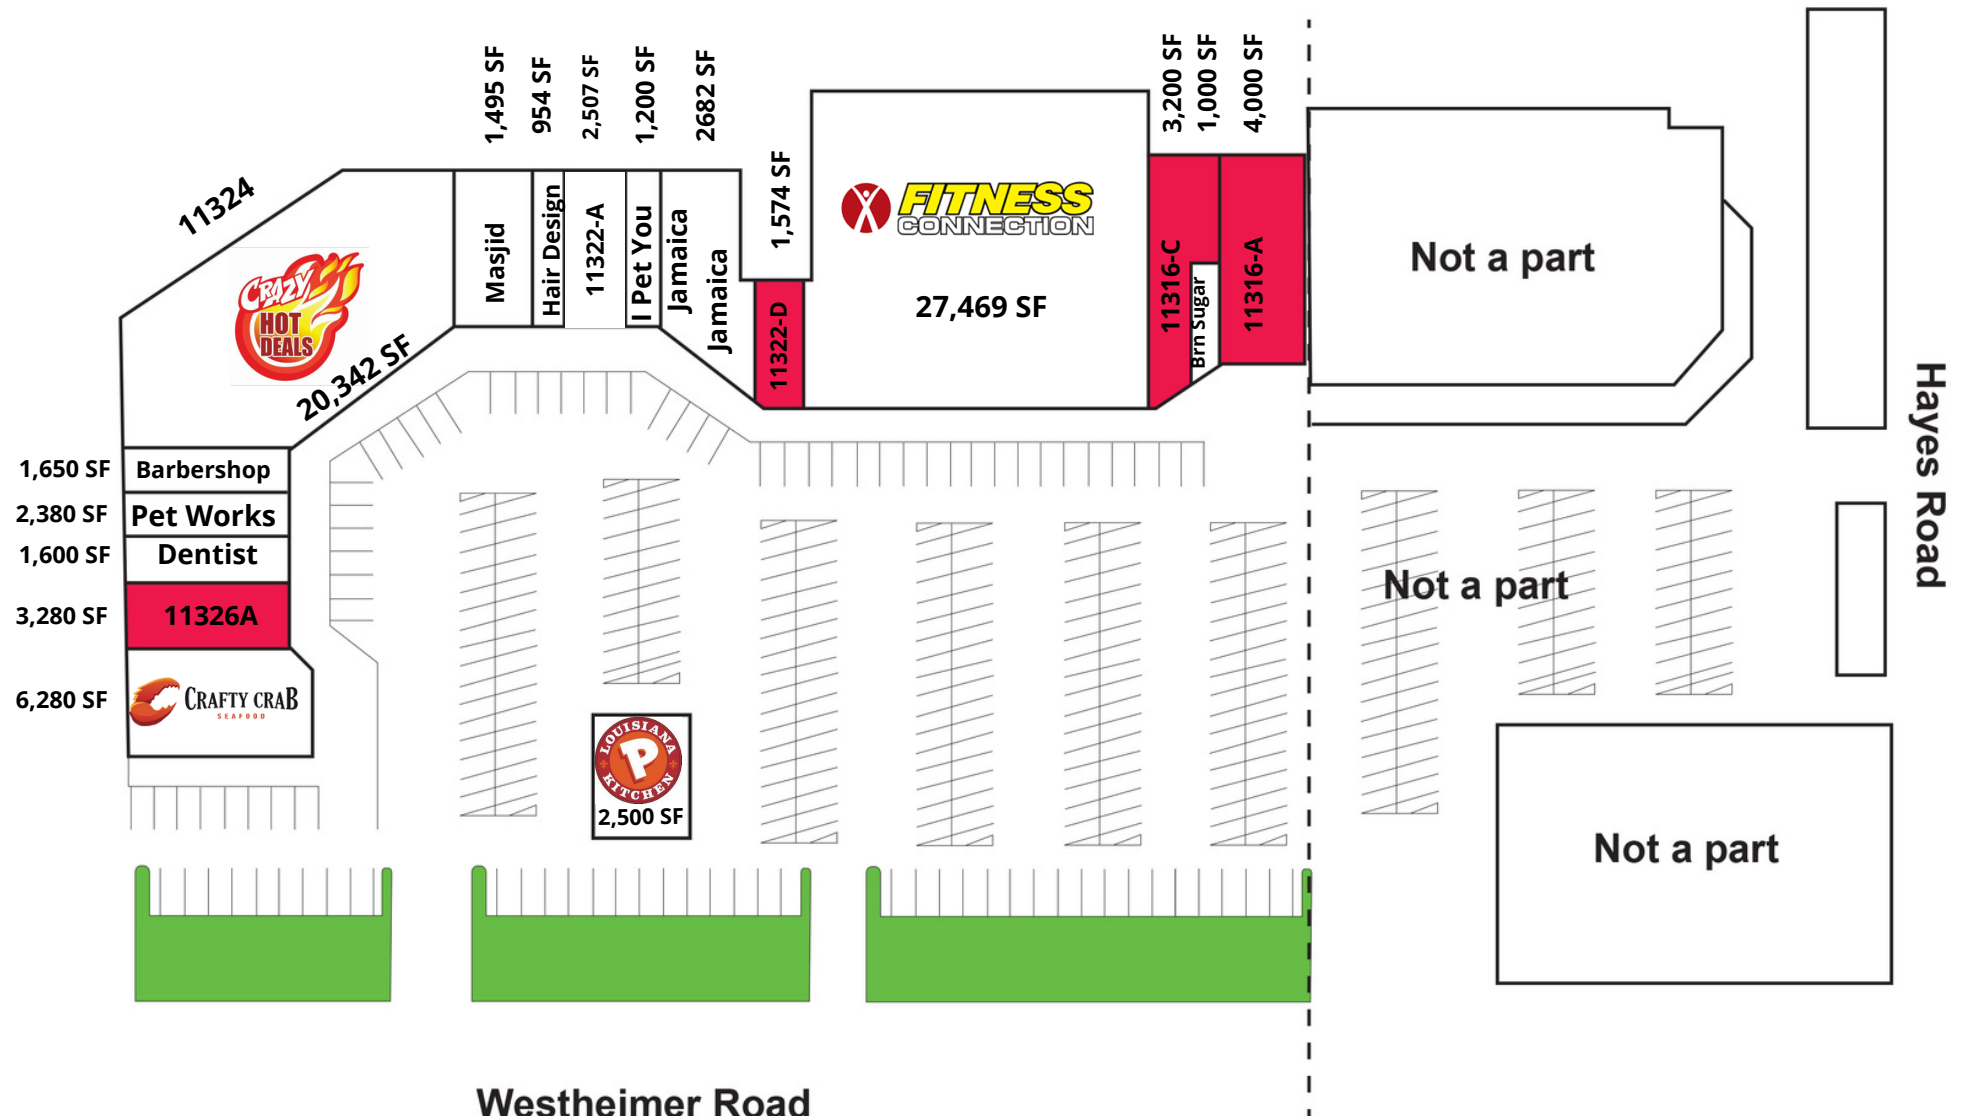 1,495 SF
954 SF
2,507 SF
1,200 SF
2682 SF
1,574 SF
3,200 SF
1,000 SF
4,000 SF
11324
CRAZY
HOT
DEALS
20,342 SF
Masjid
Hair Design
11322-A
I Pet You
Jamaica
Jamaica
11322-D
FITNESS
CONNECTION
27,469 SF
11316-C
Brn Sugar
11316-A
Not a part
Hayes Road
1,650 SF
Barbershop
2,380 SF
Pet Works
1,600 SF
Dentist
3,280 SF
11326A
6,280 SF
CRAFTY CRAB
SEAFOOD
Not a part
LOUISIANA
P
KITCHEN
2,500 SF
Not a part
Westheimer Road